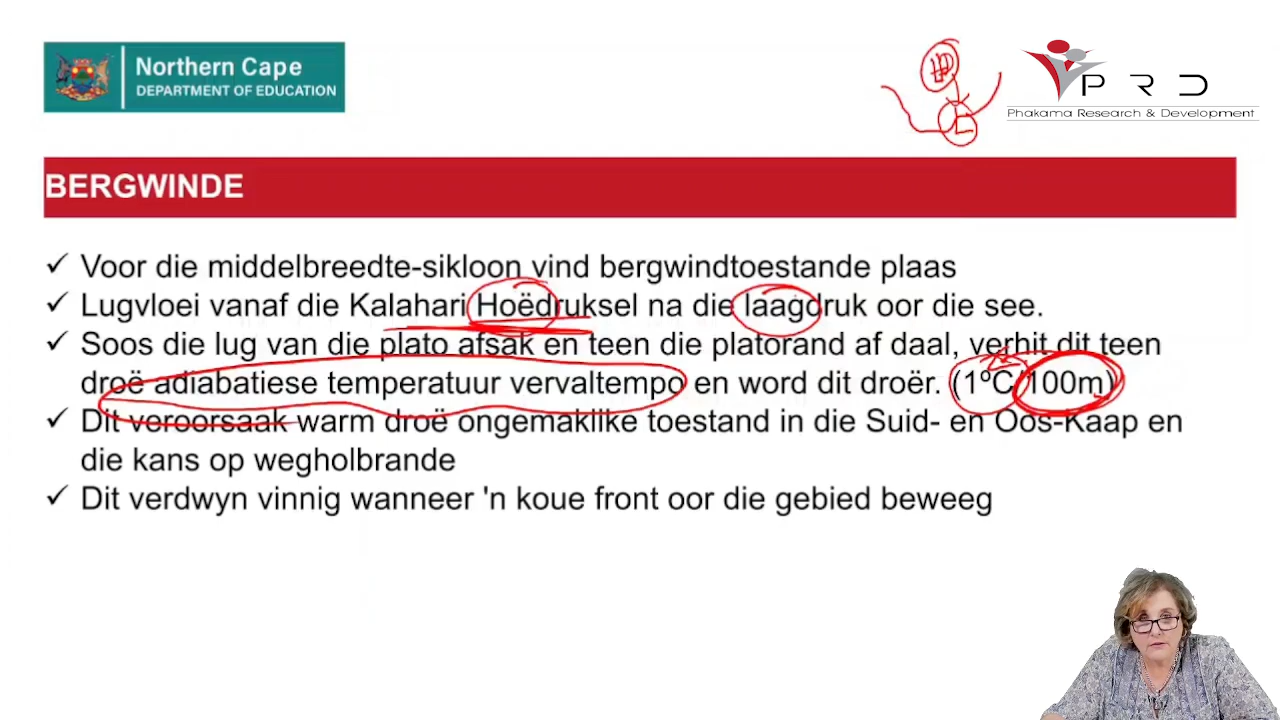 Northern Cape
DEPARTMENT OF EDUCATION
PRD
Phakama Research & Development
BERGWINDE
✓ Voor die middelbreedte-sikloon vind bergwindtoestande plaas
✓ Lugvloei vanaf die Kalahari Hoëdruksel na die laagdruk oor die see.
✓ Soos die lug van die plato afsak en teen die platorand af daal, verhit dit teen
droë adiabatiese temperatuur vervaltempo en word dit droër. (1ºC/100m)
✓ Dit veroorsaak warm droë ongemaklike toestand in die Suid- en Oos-Kaap en
die kans op wegholbrande
✓ Dit verdwyn vinnig wanneer 'n koue front oor die gebied beweeg